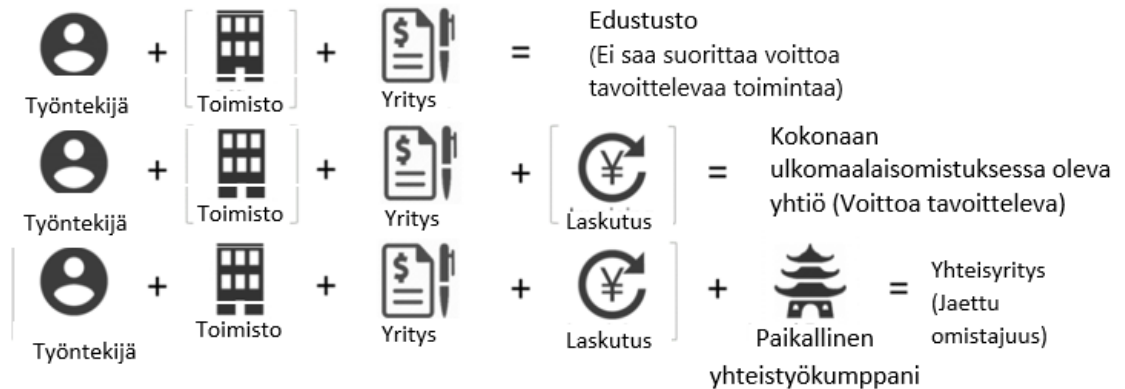 Edustusto
(Ei saa suorittaa voittoa
tavoittelevaa toimintaa)
+ + =
Työntekijä Toimisto Yritys
Kokonaan
ulkomaalaisomistuksessa oleva
yhtiö (Voittoa tavoitteleva)
+ + + =
Työntekijä Toimisto Yritys Laskutus
Yhteisyritys
(Jaettu
omistajuus)
+ + + + =
Työntekijä Toimisto Yritys Laskutus Paikallinen
yhteistyökumppani